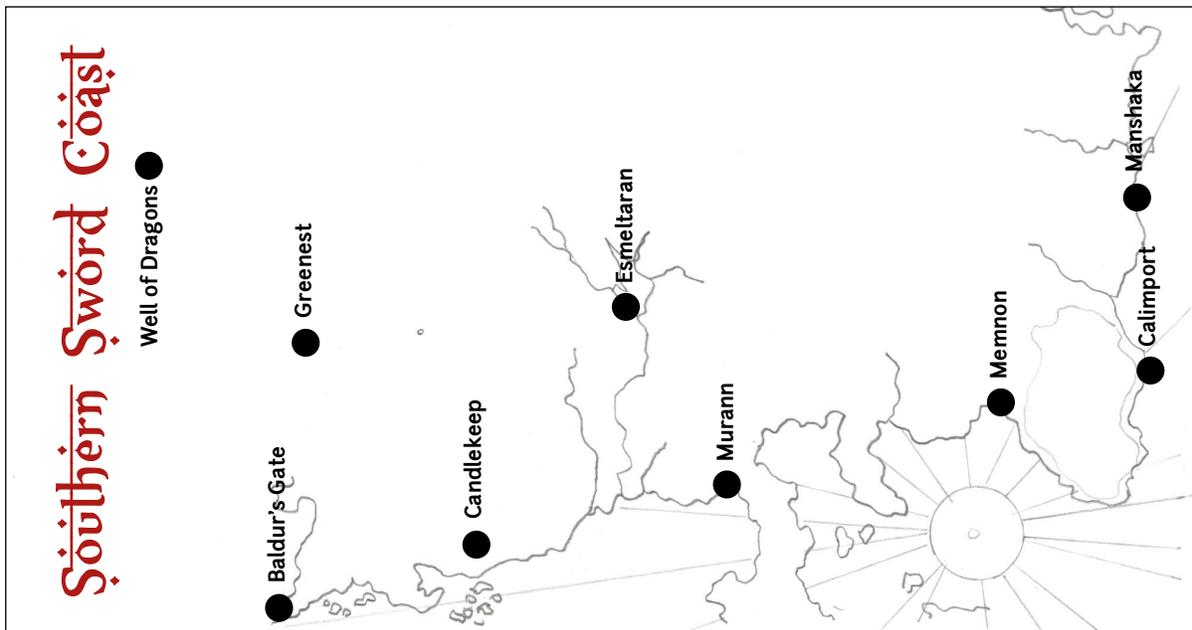 Southern Sword Coast
Well of Dragons
Baldur's Gate
Greenest
Candlekeep
Esmeltaran
Murann
Memnon
Manshaka
Calimport